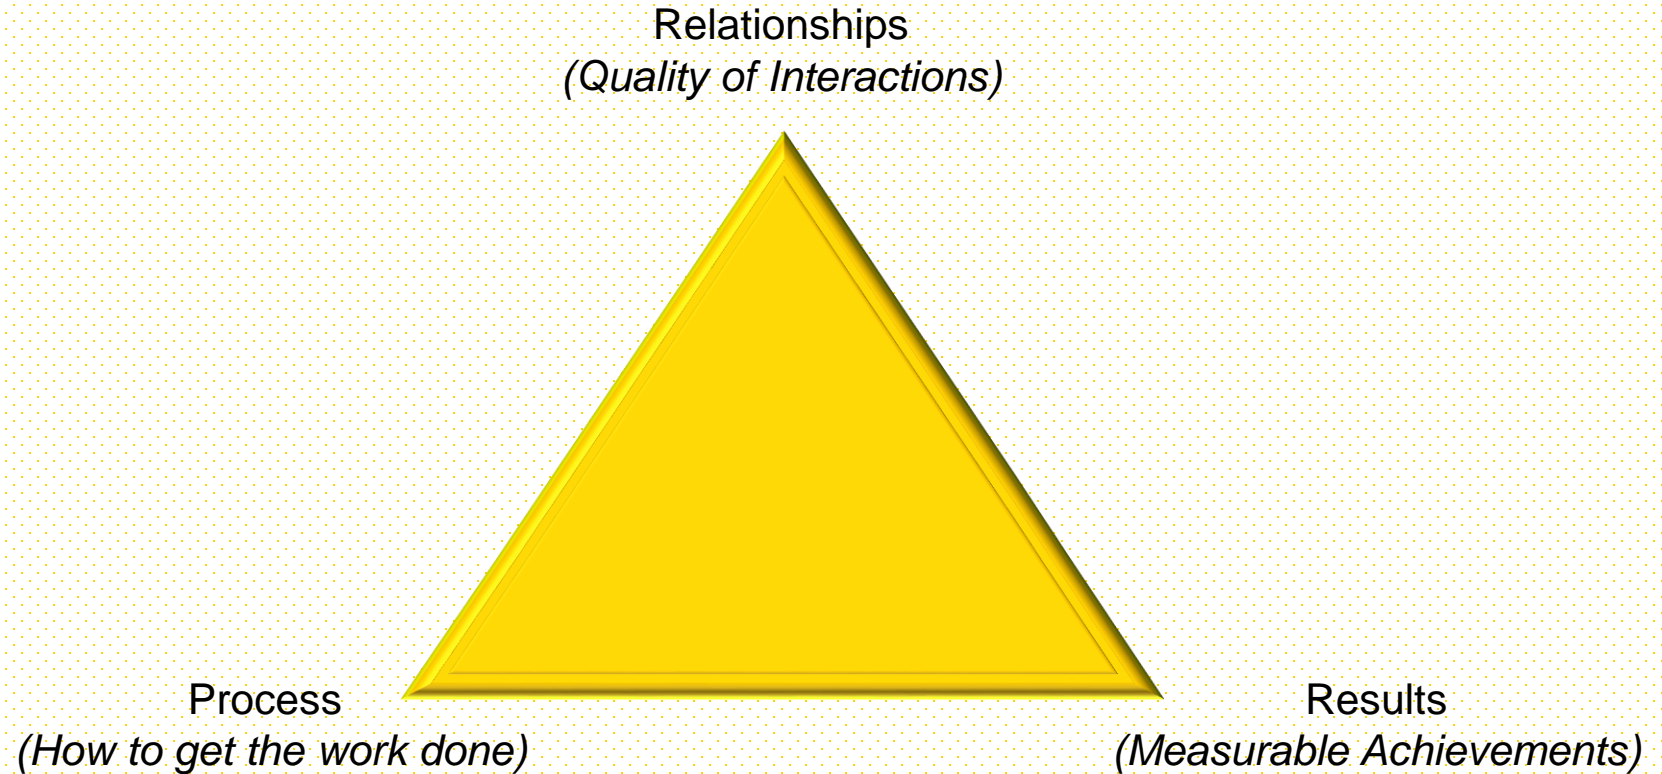 Relationships
(Quality of Interactions)
Process
(How to get the work done)
Results
(Measurable Achievements)